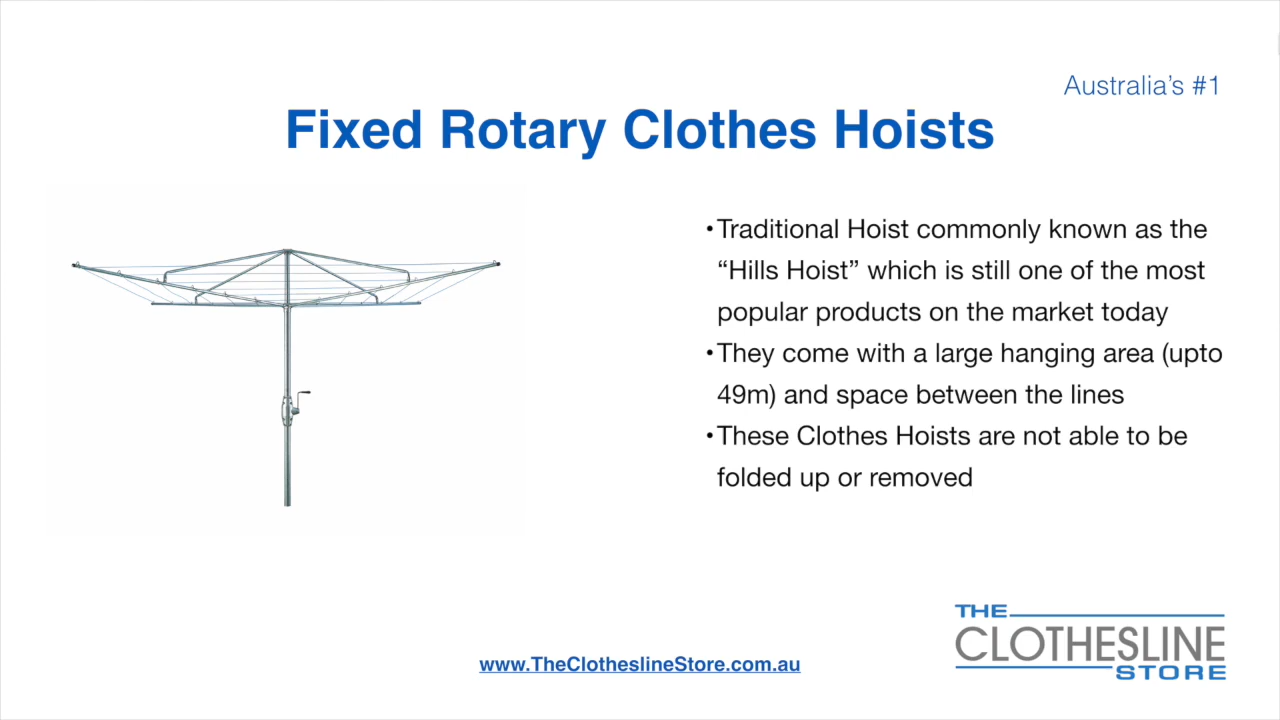 Australia’s #1
Fixed Rotary Clothes Hoists
•Traditional Hoist commonly known as the
“Hills Hoist” which is still one of the most
popular products on the market today
•They come with a large hanging area (upto
49m) and space between the lines
•These Clothes Hoists are not able to be
folded up or removed
THE
CLOTHESLINE
STORE
www.TheClotheslineStore.com.au